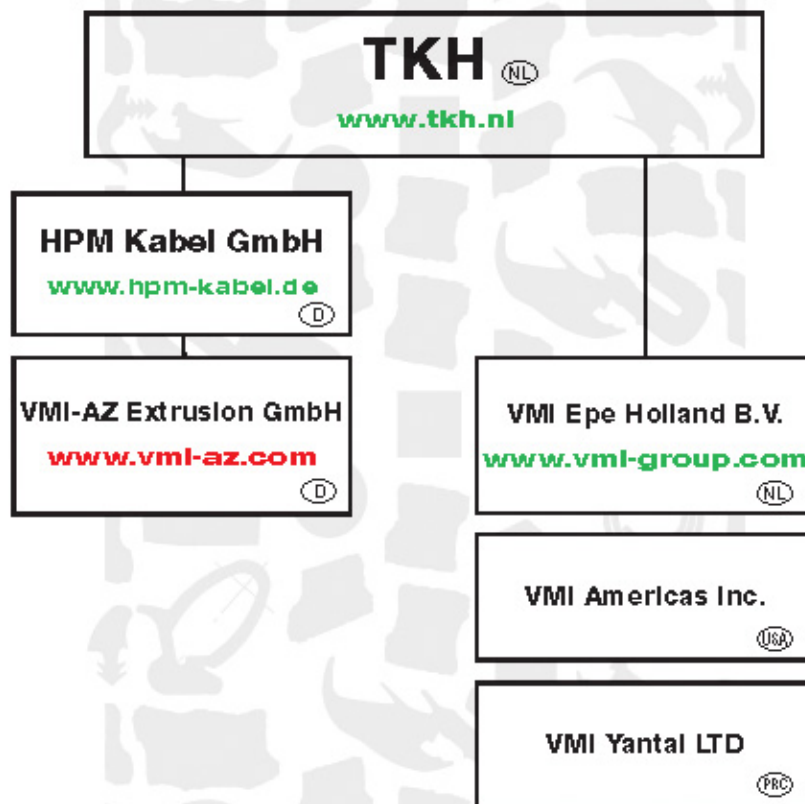 TKH NL
www.tkh.nl
HPM Kabel GmbH
www.hpm-kabel.de
D
VMI-AZ Extrusion GmbH
www.vmi-az.com
D
VMI Epe Holland B.V.
www.vmi-group.com
NL
VMI Americas Inc.
USA
VMI Yantai LTD
PRC